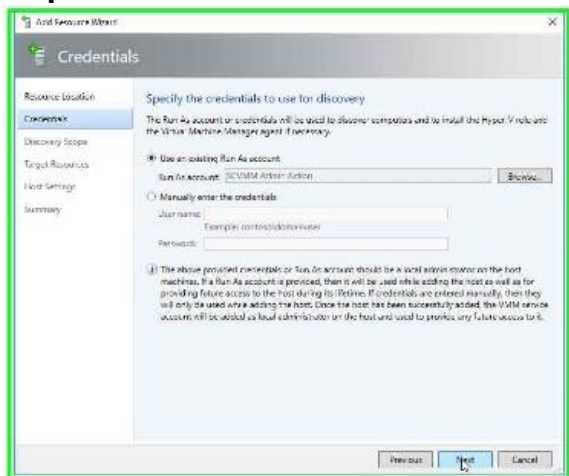 Add Resource Wizard
Credentials
Resource Location
Credentials
Discovery Scope
Target Resources
Host Settings
Summary
Specify the credentials to use for discovery
The Run As account or credentials will be used to discover computers and to install the Hyper-V role and
the Virtual Machine Manager agent if necessary.
Use an existing Run As account
Run As account: SCVMM Admin Action
Browse...
Manually enter the credentials
User name:
Example: contoso\domainuser
Password:
The above provided credentials or Run As account should be a local administrator on the host
machines. If a Run As account is provided, then it will be used while adding the host as well as for
providing future access to the host during its lifetime. If credentials are entered manually, then they
will only be used while adding the host. Once the host has been successfully added, the VMM service
account will be added as local administrator on the host and used to provide any future access to it.
Previous
Next
Cancel